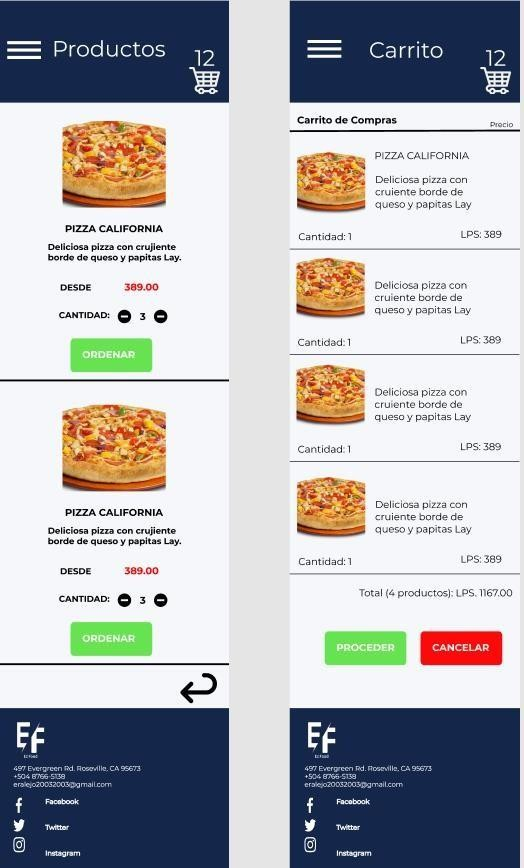 Productos
12
PIZZA CALIFORNIA
Deliciosa pizza con crujiente
borde de queso y papitas Lay.
DESDE 389.00
CANTIDAD: 3
ORDENAR
PIZZA CALIFORNIA
Deliciosa pizza con crujiente
borde de queso y papitas Lay.
DESDE 389.00
CANTIDAD: 3
ORDENAR
EF
EcFood
497 Evergreen Rd. Roseville, CA 95673
+504 8766-5138
eralejo20032003@gmail.com
Facebook
Twitter
Instagram
Carrito
12
Carrito de Compras
Precio
PIZZA CALIFORNIA
Deliciosa pizza con
cruiente borde de
queso y papitas Lay
Cantidad: 1 LPS: 389
Deliciosa pizza con
cruiente borde de
queso y papitas Lay
Cantidad: 1 LPS: 389
Deliciosa pizza con
cruiente borde de
queso y papitas Lay
Cantidad: 1 LPS: 389
Deliciosa pizza con
cruiente borde de
queso y papitas Lay
Cantidad: 1 LPS: 389
Total (4 productos): LPS. 1167.00
PROCEDER CANCELAR
EF
EcFood
497 Evergreen Rd. Roseville, CA 95673
+504 8766-5138
eralejo20032003@gmail.com
Facebook
Twitter
Instagram